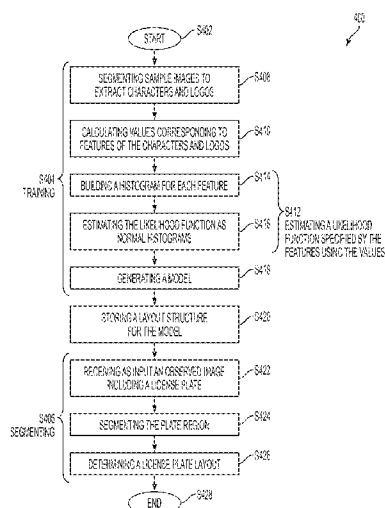 400
START
S402
SEGMENTING SAMPLE IMAGES TO
EXTRACT CHARACTERS AND LOGOS
S408
CALCULATING VALUES CORRESPONDING TO
FEATURES OF THE CHARACTERS AND LOGOS
S410
S404
TRAINING
BUILDING A HISTOGRAM FOR EACH FEATURE
S414
ESTIMATING THE LIKELIHOOD FUNCTION AS
NORMAL HISTOGRAMS
S416
S412
ESTIMATING A LIKELIHOOD
FUNCTION SPECIFIED BY THE
FEATURES USING THE VALUES
GENERATING A MODEL
S418
STORING A LAYOUT STRUCTURE
FOR THE MODEL
S420
RECEIVING AS INPUT AN OBSERVED IMAGE
INCLUDING A LICENSE PLATE
S422
S406
SEGMENTING
SEGMENTING THE PLATE REGION
S424
DETERMINING A LICENSE PLATE LAYOUT
S426
END
S428